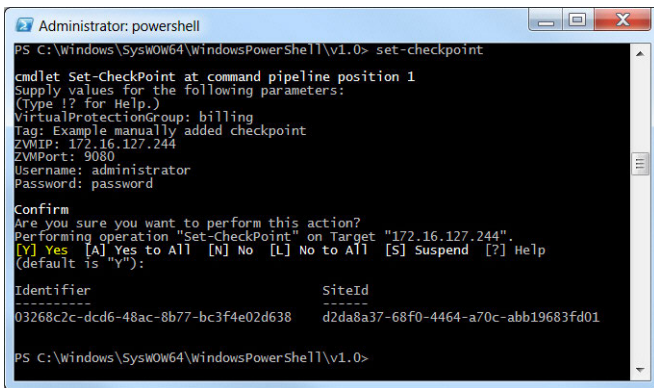 Administrator: powershell
PS C:\Windows\SysWOW64\WindowsPowerShell\v1.0> set-checkpoint
cmdlet Set-CheckPoint at command pipeline position 1
Supply values for the following parameters:
(Type !? for Help.)
VirtualProtectionGroup: billing
Tag: Example manually added checkpoint
ZVMIP: 172.16.127.244
ZVMPort: 9080
Username: administrator
Password: password
Confirm
Are you sure you want to perform this action?
Performing operation "Set-CheckPoint" on Target "172.16.127.244".
[Y] Yes  [A] Yes to All  [N] No  [L] No to All  [S] Suspend  [?] Help
(default is "Y"):
Identifier                              SiteId
----------                              ------
03268c2c-dcd6-48ac-8b77-bc3f4e02d638    d2da8a37-68f0-4464-a70c-abb19683fd01
PS C:\Windows\SysWOW64\WindowsPowerShell\v1.0>